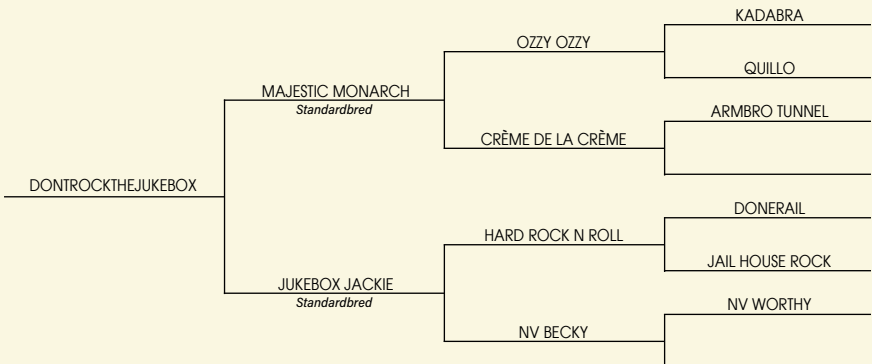 KADABRA
OZZY OZZY
QUILLO
MAJESTIC MONARCH
Standardbred
ARMBRO TUNNEL
CRÈME DE LA CRÈME
DONTROCKTHEJUKEBOX
DONERAIL
HARD ROCK N ROLL
JAIL HOUSE ROCK
JUKEBOX JACKIE
Standardbred
NV WORTHY
NV BECKY